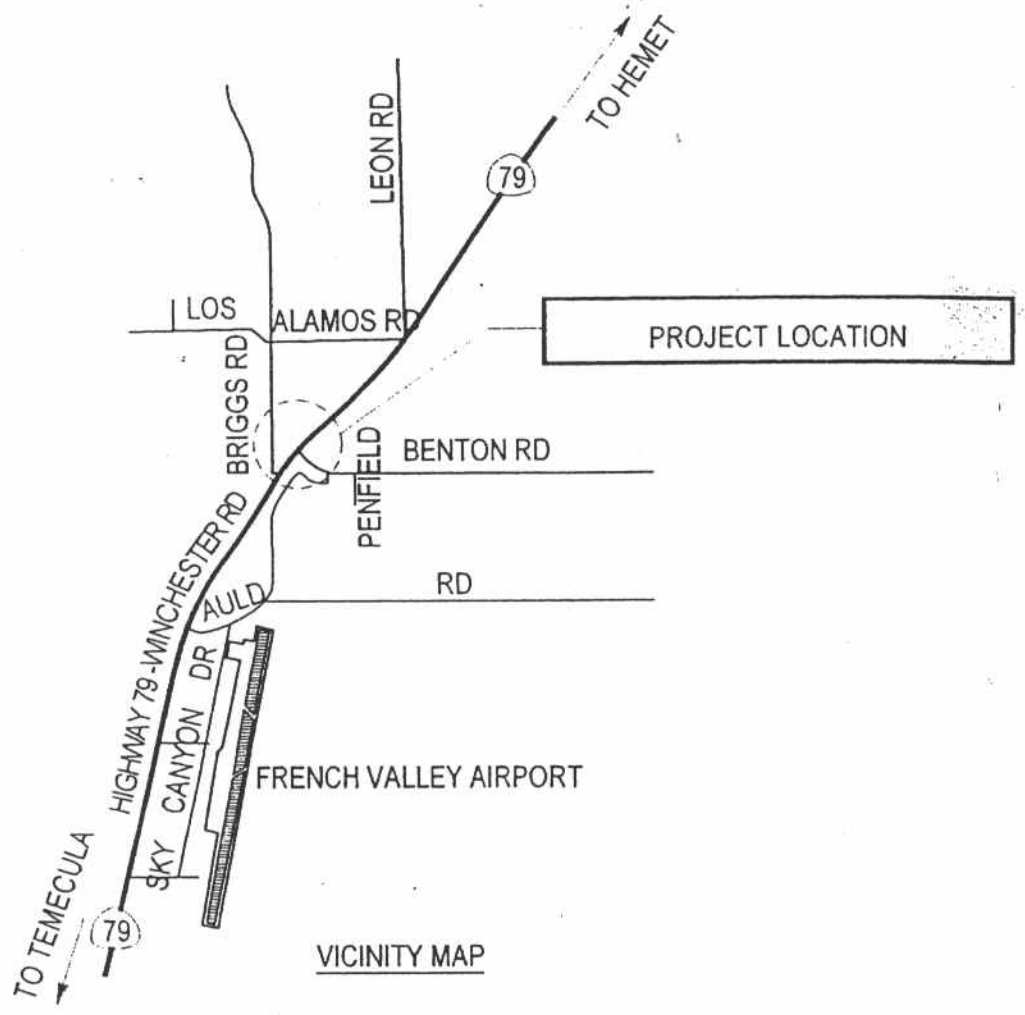 TO HEMET
LEON RD
79
LOS
ALAMOS RD
PROJECT LOCATION
BRIGGS RD
BENTON RD
PENFIELD
HIGHWAY 79-WINCHESTER RD
AULD
RD
SKY CANYON DR
FRENCH VALLEY AIRPORT
TO TEMECULA
79
VICINITY MAP